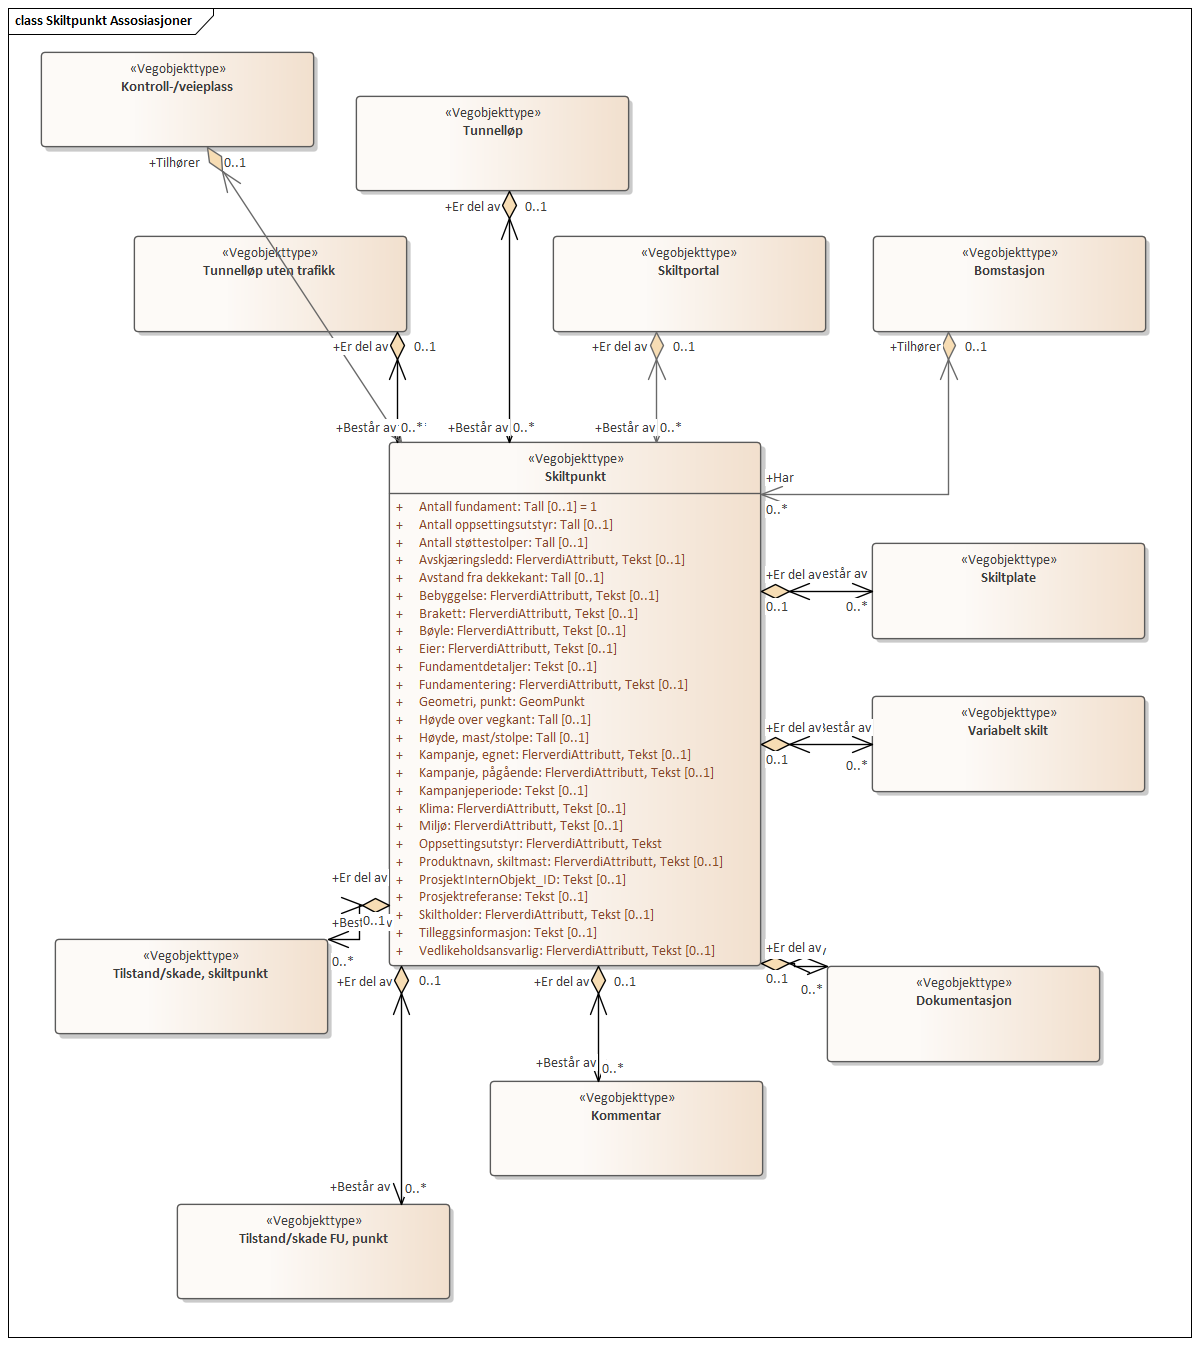 class Skiltpunkt Assosiasjoner
«Vegobjekttype»
Kontroll-/veieplass
«Vegobjekttype»
Tunnelløp
+Tilhører
0..1
+Er del av
0..1
«Vegobjekttype»
Tunnelløp uten trafikk
«Vegobjekttype»
Skiltportal
«Vegobjekttype»
Bomstasjon
+Er del av
0..1
+Er del av
0..1
+Tilhører
0..1
+Består av
0..*
+Består av
0..*
+Består av
0..*
«Vegobjekttype»
Skiltpunkt
+Har
0..*
+ Antall fundament: Tall [0..1] = 1
+ Antall oppsettingsutstyr: Tall [0..1]
+ Antall støttestolper: Tall [0..1]
+ Avskjæringsledd: FlerverdiAttributt, Tekst [0..1]
+ Avstand fra dekkekant: Tall [0..1]
+ Bebyggelse: FlerverdiAttributt, Tekst [0..1]
+ Brakett: FlerverdiAttributt, Tekst [0..1]
+ Bøyle: FlerverdiAttributt, Tekst [0..1]
+ Eier: FlerverdiAttributt, Tekst [0..1]
+ Fundamentdetaljer: Tekst [0..1]
+ Fundamentering: FlerverdiAttributt, Tekst [0..1]
+ Geometri, punkt: GeomPunkt
+ Høyde over vegkant: Tall [0..1]
+ Høyde, mast/stolpe: Tall [0..1]
+ Kampanje, egnet: FlerverdiAttributt, Tekst [0..1]
+ Kampanje, pågående: FlerverdiAttributt, Tekst [0..1]
+ Kampanjeperiode: Tekst [0..1]
+ Klima: FlerverdiAttributt, Tekst [0..1]
+ Miljø: FlerverdiAttributt, Tekst [0..1]
+ Oppsettingsutstyr: FlerverdiAttributt, Tekst
+ Produktnavn, skiltmast: FlerverdiAttributt, Tekst [0..1]
+ ProsjektInternObjekt_ID: Tekst [0..1]
+ Prosjektreferanse: Tekst [0..1]
+ Skiltholder: FlerverdiAttributt, Tekst [0..1]
+ Tilleggsinformasjon: Tekst [0..1]
+ Vedlikeholdsansvarlig: FlerverdiAttributt, Tekst [0..1]
«Vegobjekttype»
Skiltplate
+Er del av
estår av
0..1
0..*
«Vegobjekttype»
Variabelt skilt
+Er del av
estår av
0..1
0..*
+Er del av
+Best
0..1
v
0..*
«Vegobjekttype»
Tilstand/skade, skiltpunkt
+Er del av
0..1
+Er del av
0..1
+Er del av
0..1
0..*
«Vegobjekttype»
Dokumentasjon
+Består av
0..*
«Vegobjekttype»
Kommentar
+Består av
0..*
«Vegobjekttype»
Tilstand/skade FU, punkt